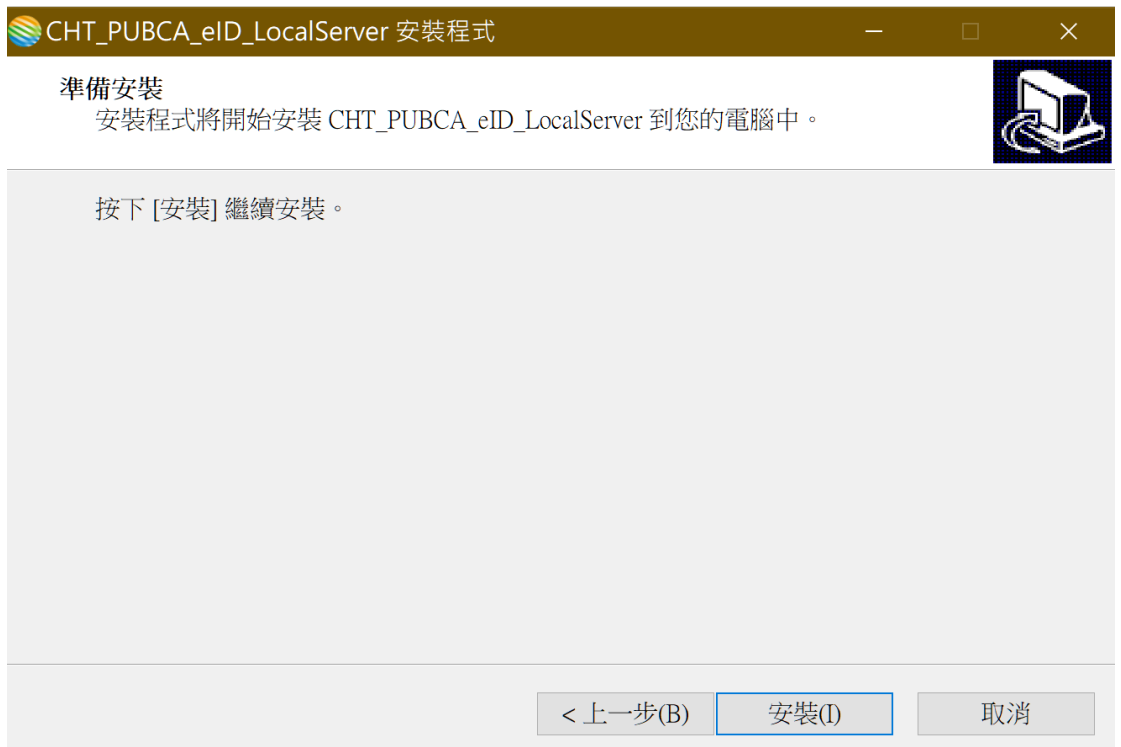 CHT_PUBCA_eID_LocalServer 安裝程式
準備安裝
安裝程式將開始安裝 CHT_PUBCA_eID_LocalServer 到您的電腦中。
按下 [安裝] 繼續安裝。
< 上一步(B)
安裝(I)
取消